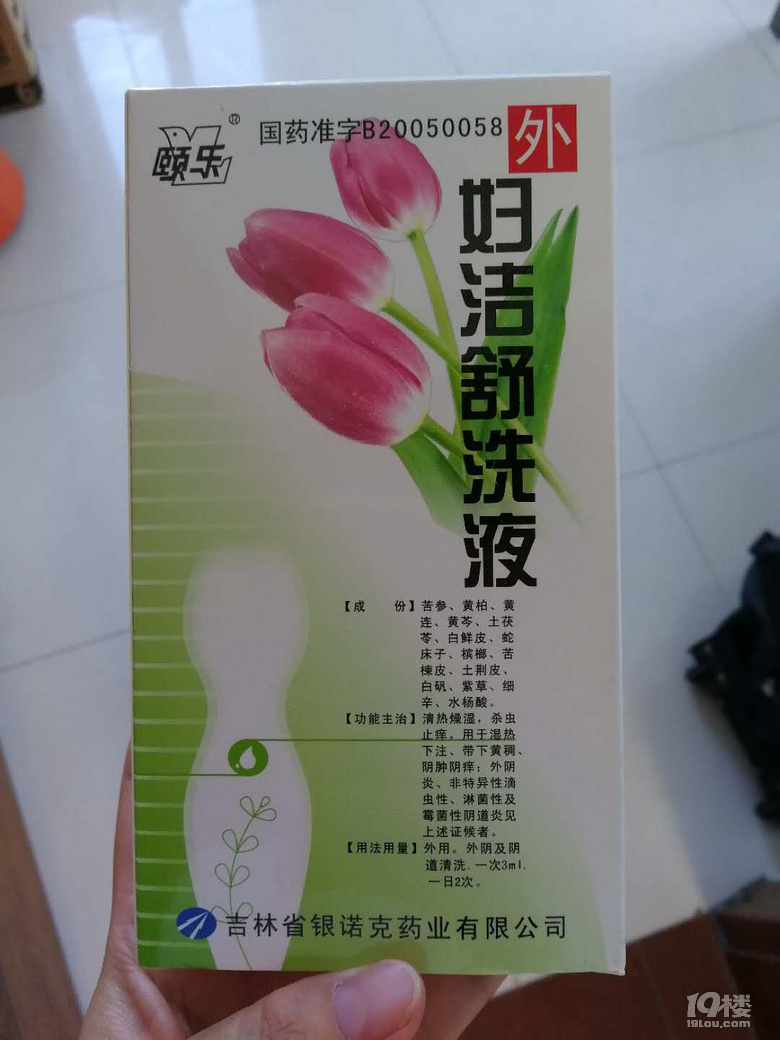 颐乐®
国药准字B20050058
外
妇洁舒洗液
【成　份】苦参、黄柏、黄
连、黄芩、土茯
苓、白鲜皮、蛇
床子、槟榔、苦
楝皮、土荆皮、
白矾、紫草、细
辛、水杨酸。
【功能主治】清热燥湿，杀虫
止痒。用于湿热
下注、带下黄稠、
阴肿阴痒；外阴
炎、非特异性滴
虫性、淋菌性及
霉菌性阴道炎见
上述证候者。
【用法用量】外用。外阴及阴
道清洗.一次3ml.
一日2次。
吉林省银诺克药业有限公司
19楼
19lou.com